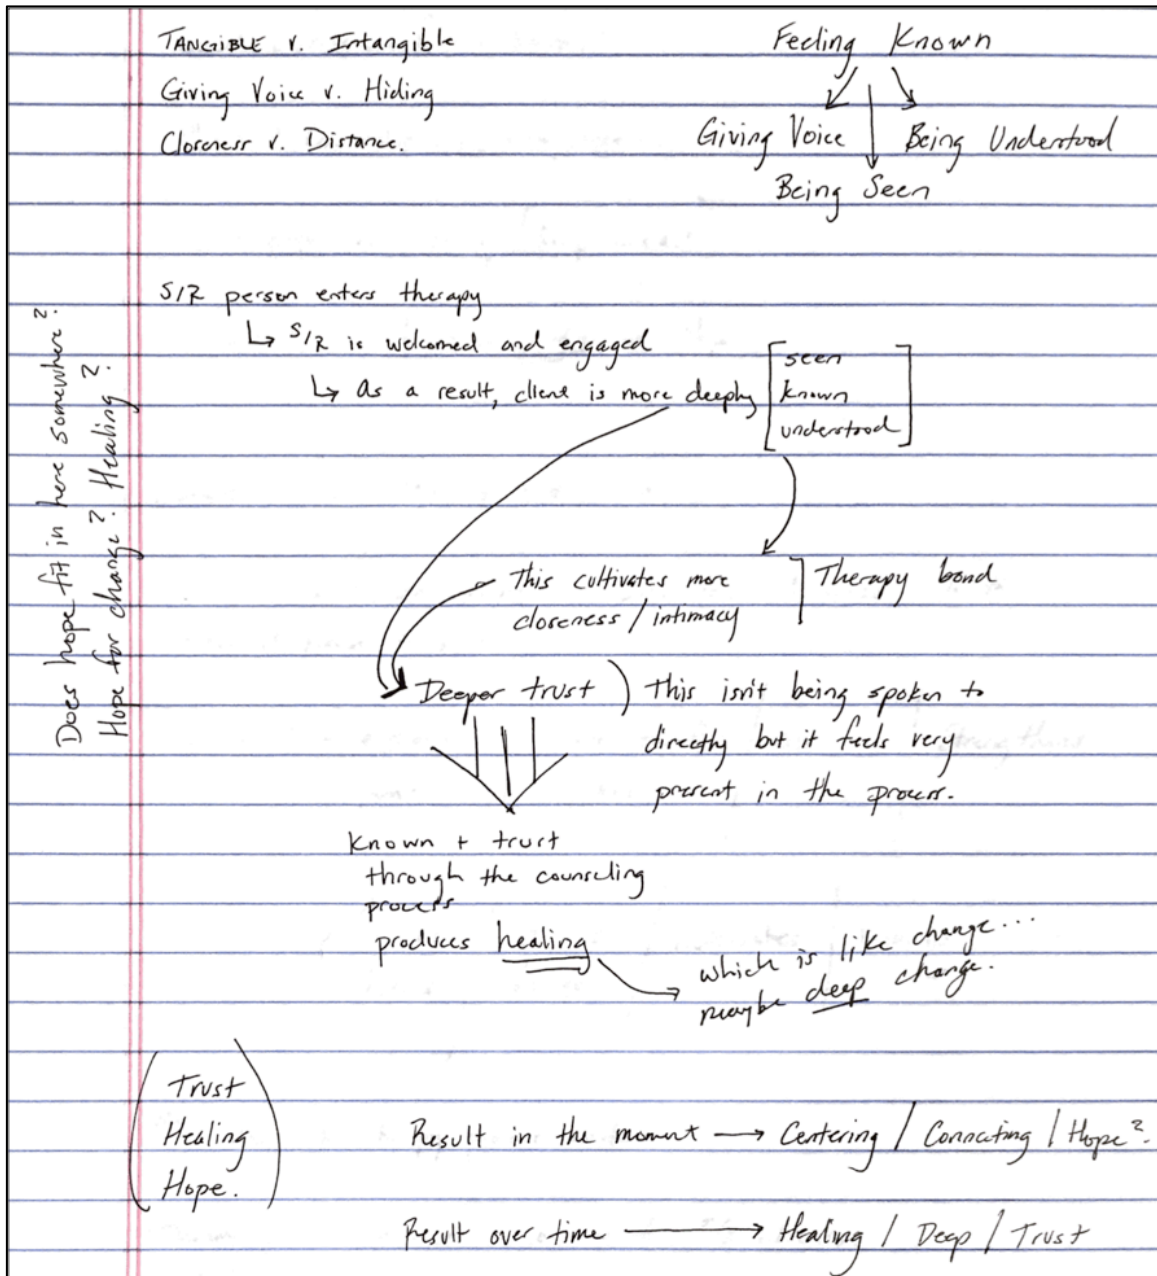 TANGIBLE v. Intangible
Giving Voice v. Hiding
Closeness v. Distance.
Feeling Known
Giving Voice
Being Understood
Being Seen
S/R person enters therapy
S/R is welcomed and engaged
As a result, client is more deeply
seen
known
understood
This cultivates more
closeness / intimacy
Therapy bond
Deeper trust
This isn't being spoken to
directly but it feels very
present in the process.
Known + trust
through the counseling
process
produces healing
which is like change...
maybe deep change.
Does hope fit in here somewhere?
Hope for change? Healing?
Trust
Healing
Hope.
Result in the moment → Centering / Connecting / Hope?
Result over time → Healing / Deep / Trust